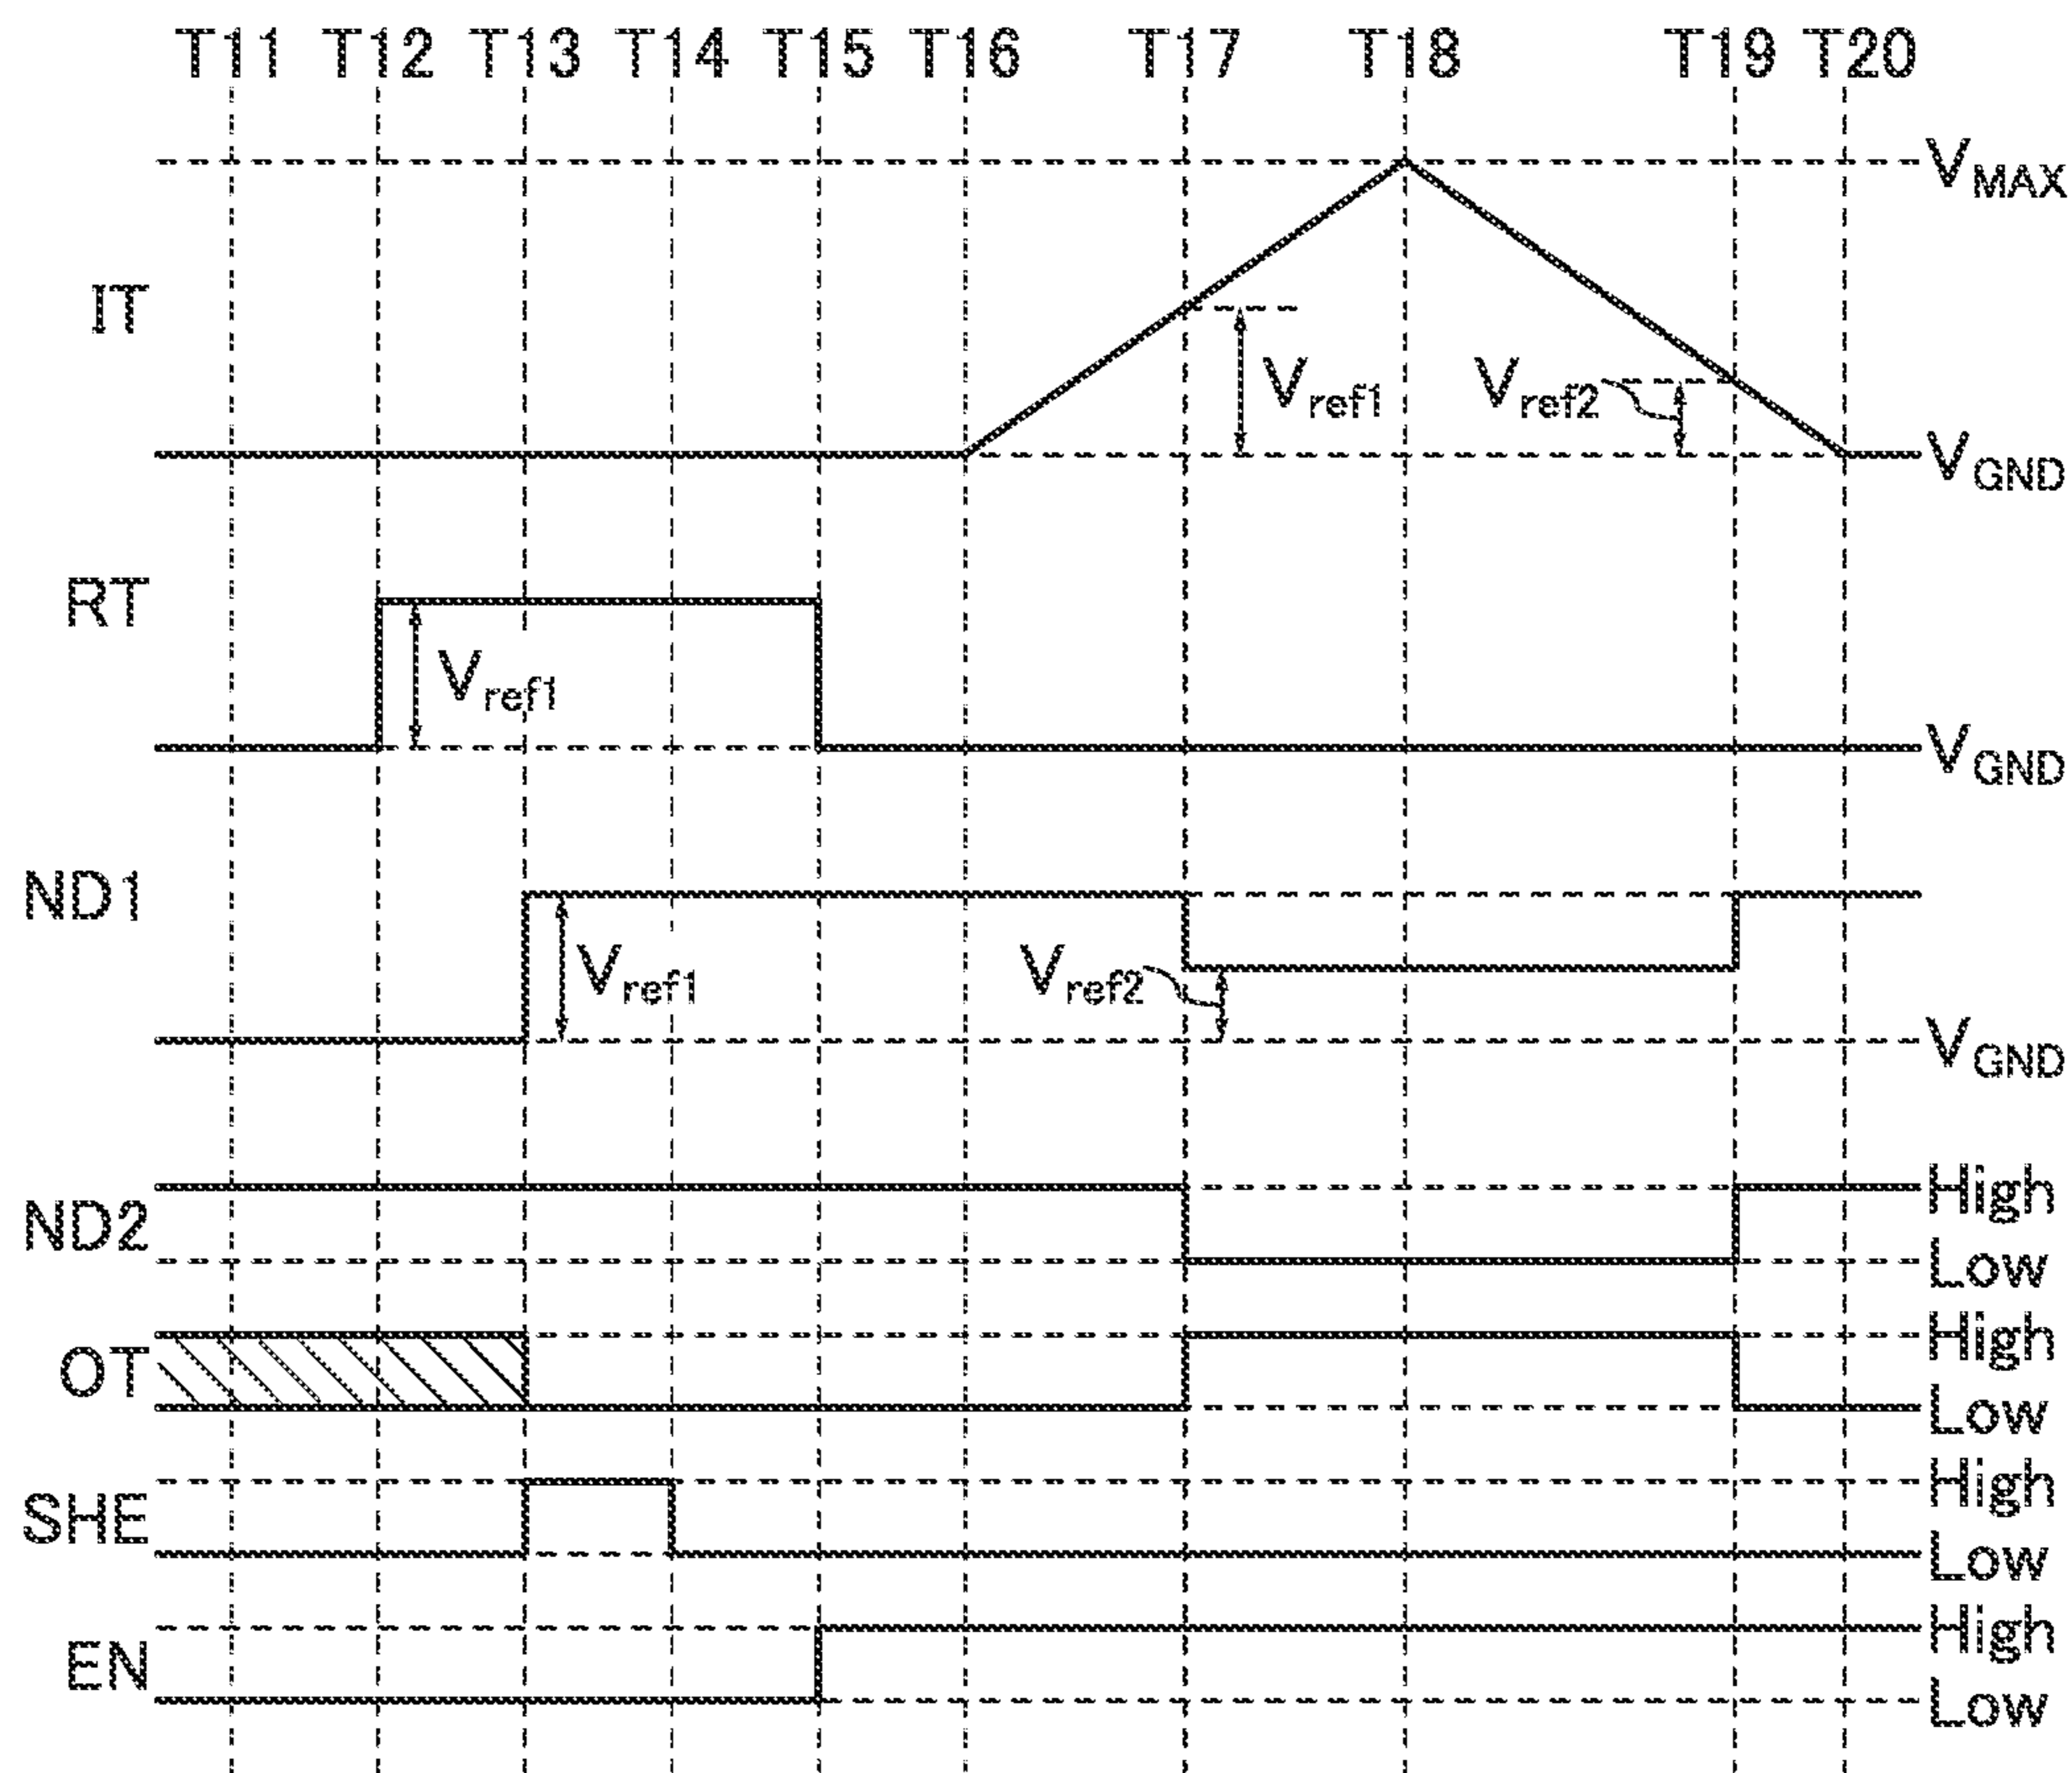 T11 T12 T13 T14 T15 T16 T17 T18 T19 T20
VMAX
IT
Vref1 Vref2
VGND
RT
Vref1
VGND
ND1
Vref1 Vref2
VGND
ND2
High
Low
OT
High
Low
SHE
High
Low
EN
High
Low